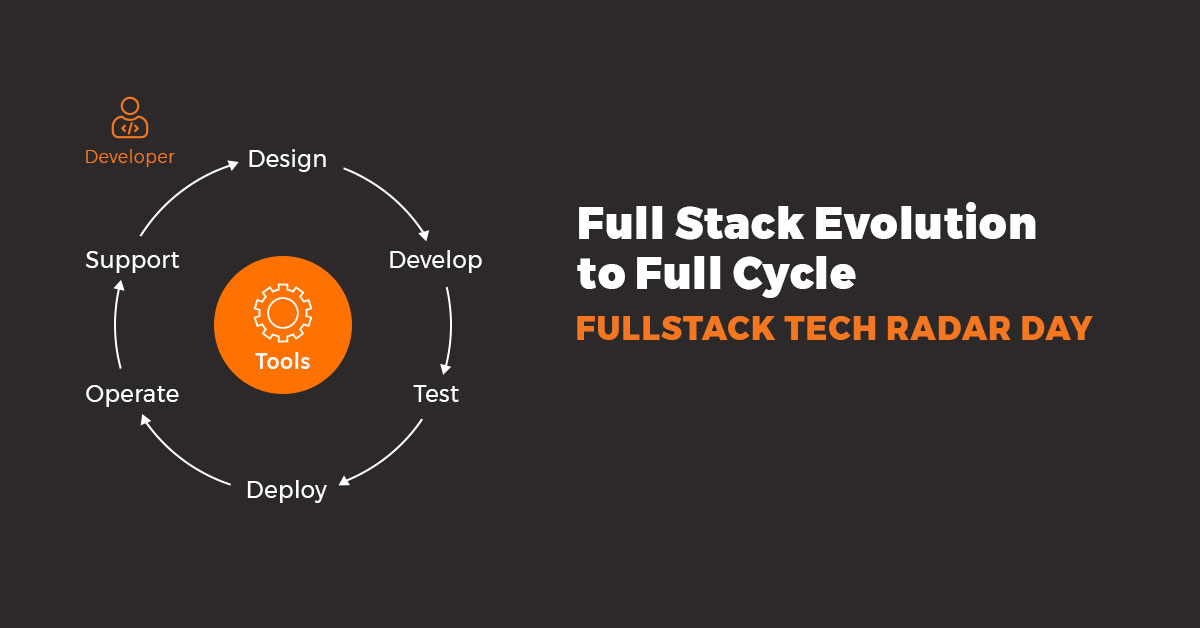 Developer
Design
Develop
Test
Deploy
Operate
Support
Tools
Full Stack Evolution
to Full Cycle
FULLSTACK TECH RADAR DAY